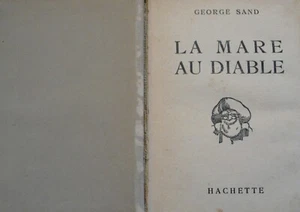 GEORGE SAND
LA MARE
AU DIABLE
HACHETTE